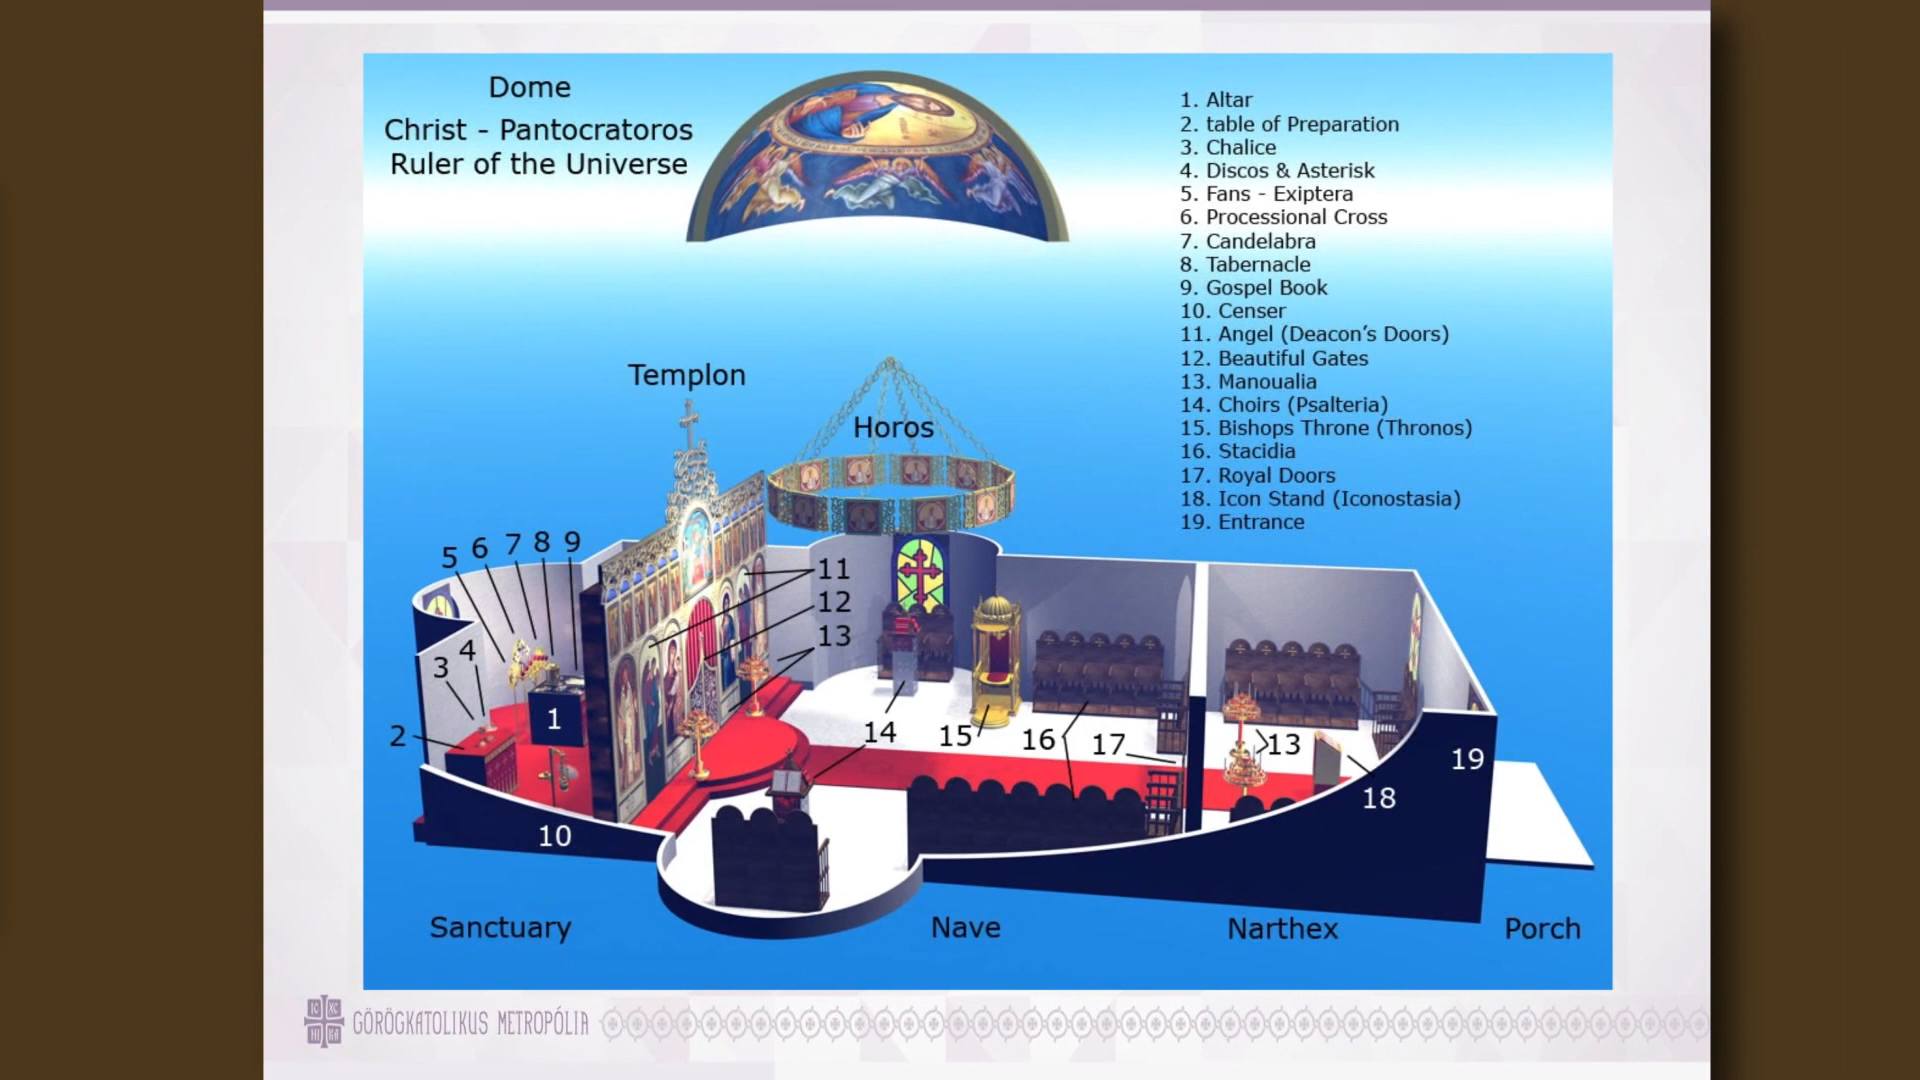 Dome
Christ - Pantocratoros
Ruler of the Universe
1. Altar
2. table of Preparation
3. Chalice
4. Discos & Asterisk
5. Fans - Exiptera
6. Processional Cross
7. Candelabra
8. Tabernacle
9. Gospel Book
10. Censer
11. Angel (Deacon's Doors)
12. Beautiful Gates
13. Manoualia
14. Choirs (Psalteria)
15. Bishops Throne (Thronos)
16. Stacidia
17. Royal Doors
18. Icon Stand (Iconostasia)
19. Entrance
Templon
Horos
5 6 7 8 9
11
12
13
3 4
2
1
14 15 16 17 13 19
18
10
Sanctuary Nave Narthex Porch
IC XC
NI KA
GÖRÖGKATOLIKUS METROPÓLIA